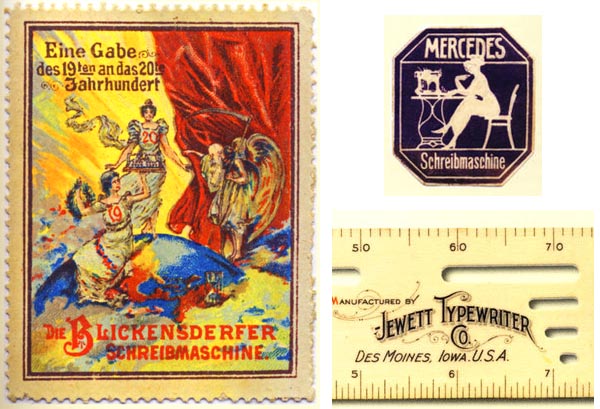 Eine Gabe
des 19ten an das 20te
Jahrhundert
20
19
DIE BLICKENSDERFER
SCHREIBMASCHINE
MERCEDES
Schreibmaschine
50 60 70
MANUFACTURED BY
JEWETT TYPEWRITER
CO.
DES MOINES, IOWA. U.S.A.
5 6 7